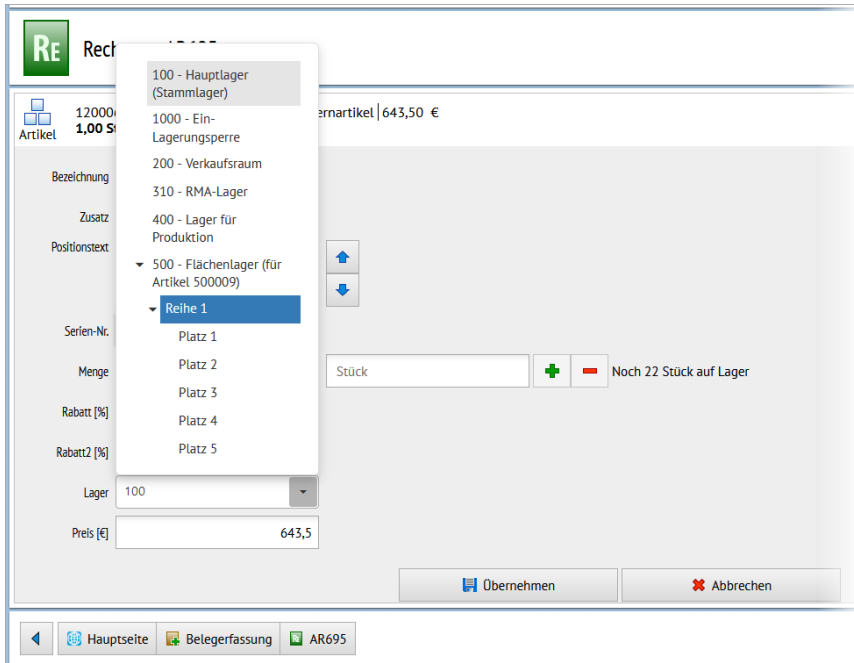 RE
100 - Hauptlager
(Stammlager)
1000 - Ein-
Lagerungsperre
200 - Verkaufsraum
310 - RMA-Lager
400 - Lager für
Produktion
500 - Flächenlager (für
Artikel 500009)
Reihe 1
Platz 1
Platz 2
Platz 3
Platz 4
Platz 5
Artikel
643,50 €
1,00
Bezeichnung
Zusatz
Positionstext
Serien-Nr.
Menge
Stück
Noch 22 Stück auf Lager
Rabatt [%]
Rabatt2 [%]
Lager
100
Preis [€]
643,5
Übernehmen
Abbrechen
Hauptseite
Belegerfassung
AR695